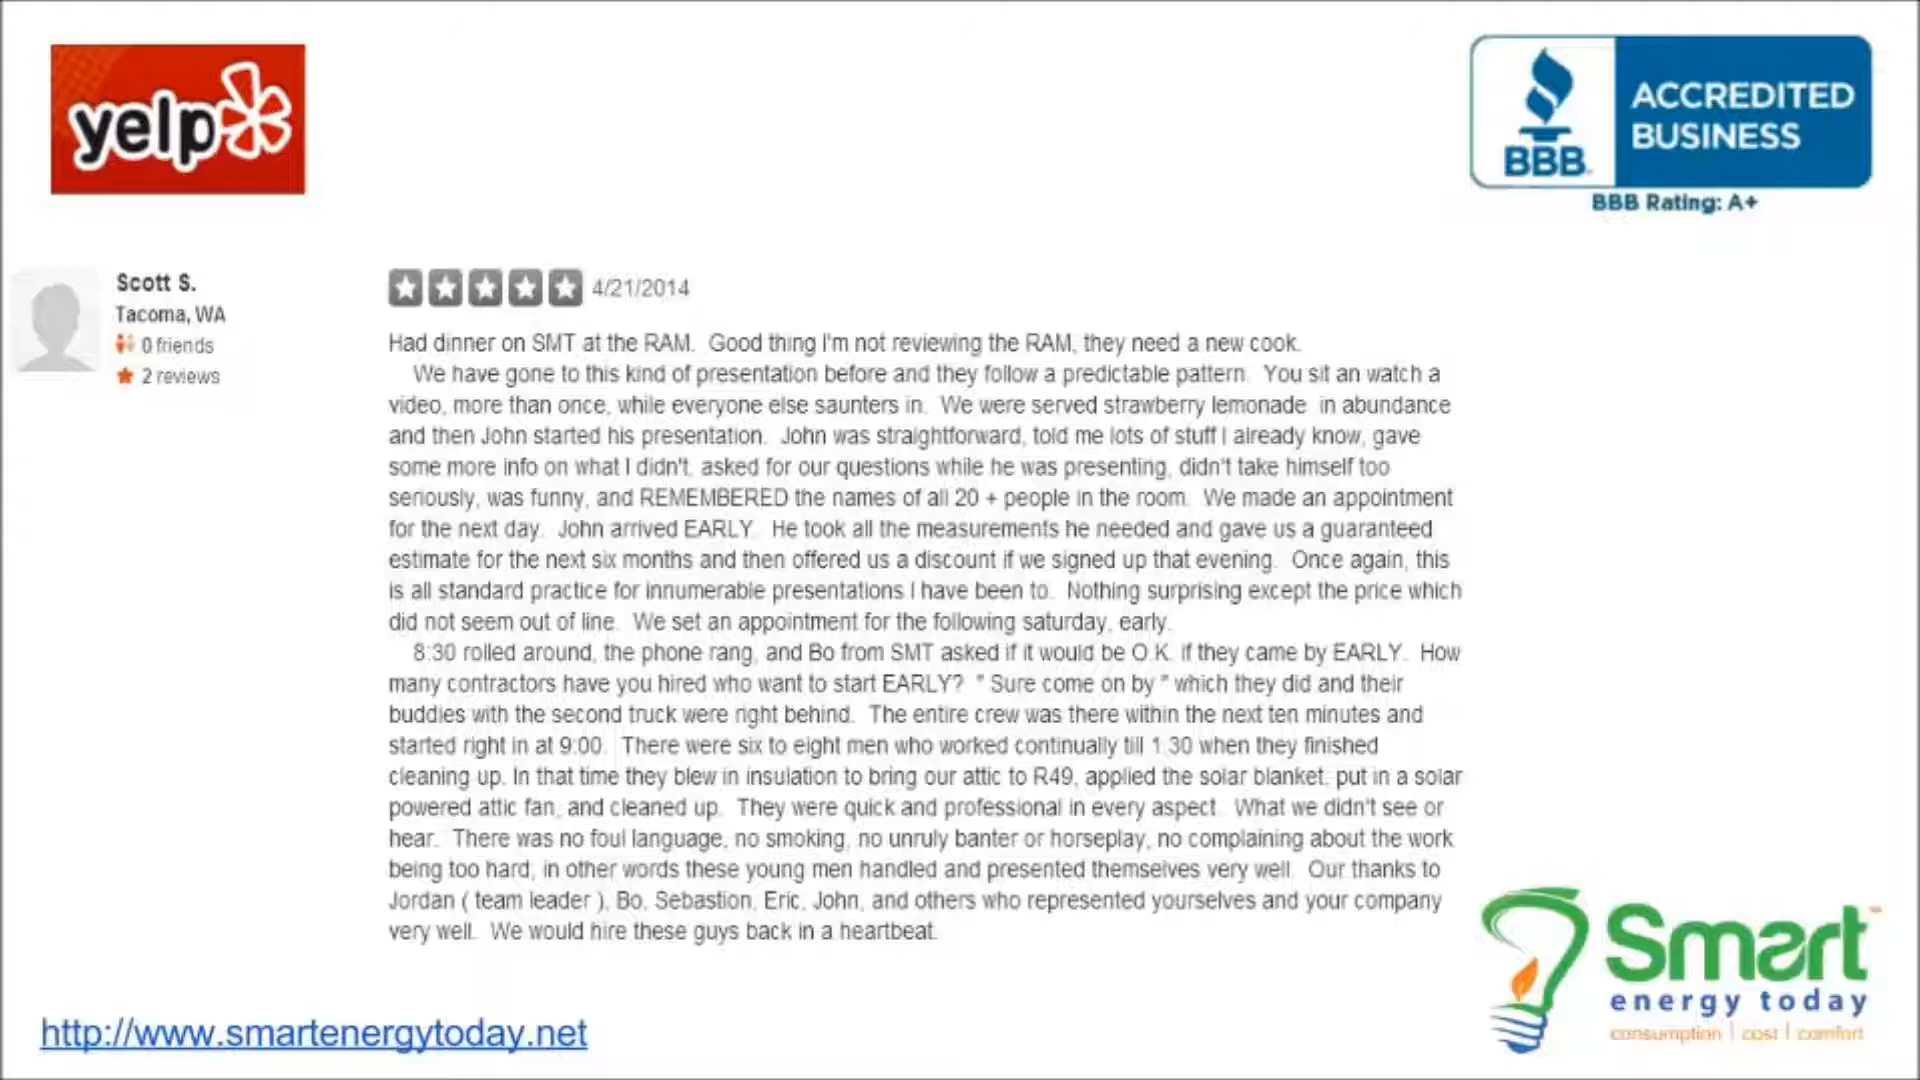 yelp
BBB
ACCREDITED
BUSINESS
BBB Rating: A+
Scott S.
Tacoma, WA
0 friends
2 reviews
4/21/2014
Had dinner on SMT at the RAM.  Good thing I'm not reviewing the RAM, they need a new cook.
We have gone to this kind of presentation before and they follow a predictable pattern.  You sit an watch a
video, more than once, while everyone else saunters in.  We were served strawberry lemonade  in abundance
and then John started his presentation.  John was straightforward, told me lots of stuff I already know, gave
some more info on what I didn't, asked for our questions while he was presenting, didn't take himself too
seriously, was funny, and REMEMBERED the names of all 20 + people in the room.  We made an appointment
for the next day.  John arrived EARLY.  He took all the measurements he needed and gave us a guaranteed
estimate for the next six months and then offered us a discount if we signed up that evening.  Once again, this
is all standard practice for innumerable presentations I have been to.  Nothing surprising except the price which
did not seem out of line.  We set an appointment for the following saturday, early.
8:30 rolled around, the phone rang, and Bo from SMT asked if it would be O.K. if they came by EARLY.  How
many contractors have you hired who want to start EARLY?  " Sure come on by " which they did and their
buddies with the second truck were right behind.  The entire crew was there within the next ten minutes and
started right in at 9:00.  There were six to eight men who worked continually till 1:30 when they finished
cleaning up. In that time they blew in insulation to bring our attic to R49, applied the solar blanket, put in a solar
powered attic fan, and cleaned up.  They were quick and professional in every aspect.  What we didn't see or
hear.  There was no foul language, no smoking, no unruly banter or horseplay, no complaining about the work
being too hard, in other words these young men handled and presented themselves very well.  Our thanks to
Jordan ( team leader ), Bo, Sebastion, Eric, John, and others who represented yourselves and your company
very well.  We would hire these guys back in a heartbeat.
Smart
energy today
consumption | cost | comfort
http://www.smartenergytoday.net